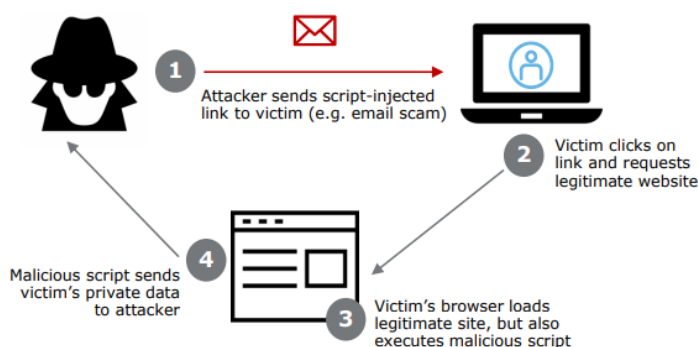 1
Attacker sends script-injected
link to victim (e.g. email scam)
2
Victim clicks on
link and requests
legitimate website
3
Victim's browser loads
legitimate site, but also
executes malicious script
4
Malicious script sends
victim's private data
to attacker